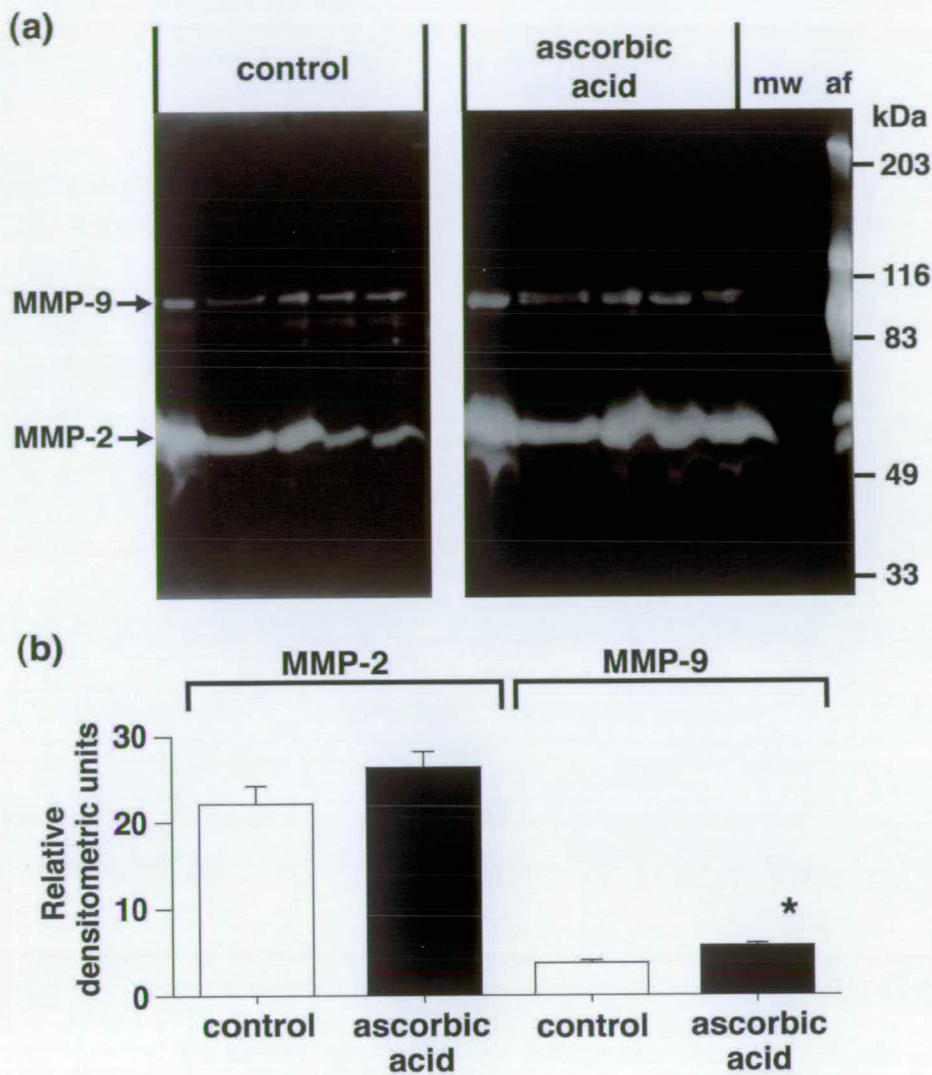 (a)
control
ascorbic
acid
mw af
kDa
203
116
MMP-9
83
MMP-2
49
33
(b)
MMP-2 MMP-9
Relative
densitometric units
30
20
10
0
*
control ascorbic acid control ascorbic acid